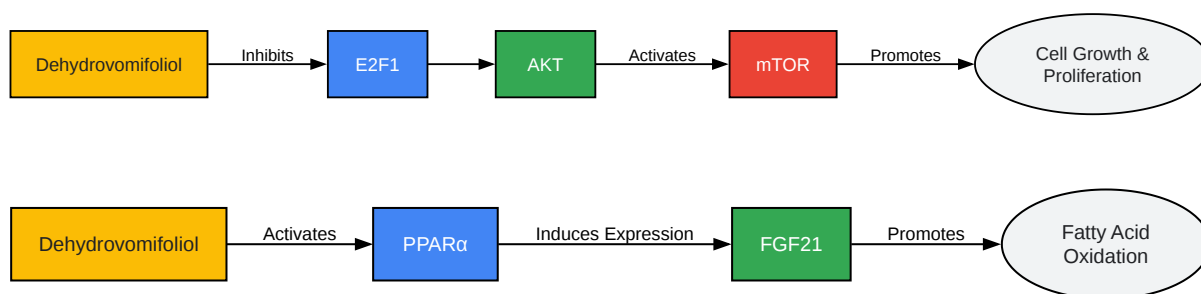 Dehydrovomifoliol
Inhibits
E2F1
AKT
Activates
mTOR
Promotes
Cell Growth &
Proliferation
Dehydrovomifoliol
Activates
PPARα
Induces Expression
FGF21
Promotes
Fatty Acid
Oxidation